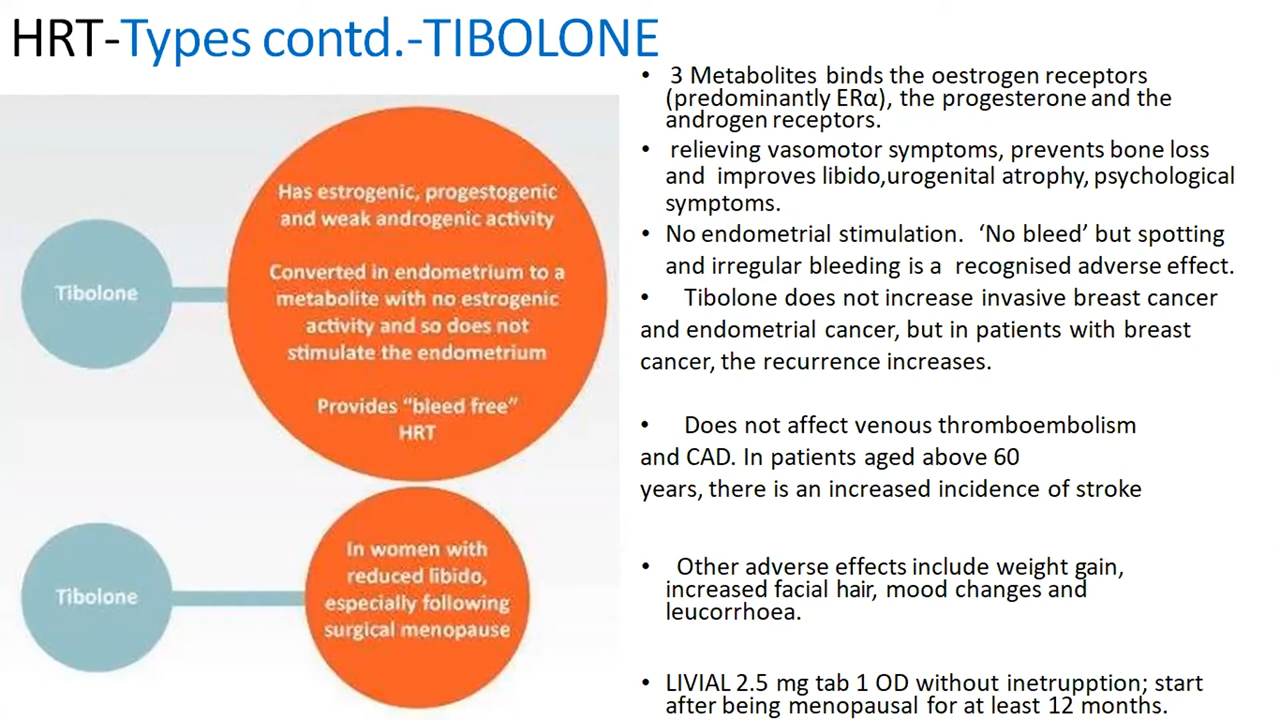 HRT-Types contd.-TIBOLONE
Tibolone
Has estrogenic, progestogenic
and weak androgenic activity
Converted in endometrium to a
metabolite with no estrogenic
activity and so does not
stimulate the endometrium
Provides “bleed free”
HRT
Tibolone
In women with
reduced libido,
especially following
surgical menopause
• 3 Metabolites binds the oestrogen receptors
(predominantly ERα), the progesterone and the
androgen receptors.
• relieving vasomotor symptoms, prevents bone loss
and improves libido,urogenital atrophy, psychological
symptoms.
• No endometrial stimulation. ‘No bleed’ but spotting
and irregular bleeding is a recognised adverse effect.
• Tibolone does not increase invasive breast cancer
and endometrial cancer, but in patients with breast
cancer, the recurrence increases.
• Does not affect venous thromboembolism
and CAD. In patients aged above 60
years, there is an increased incidence of stroke
• Other adverse effects include weight gain,
increased facial hair, mood changes and
leucorrhoea.
• LIVIAL 2.5 mg tab 1 OD without inetrupption; start
after being menopausal for at least 12 months.